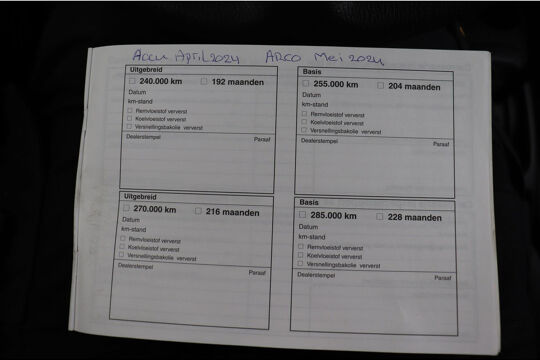 Accu April 2024 ARCO Mei 2024
Uitgebreid
240.000 km 192 maanden
Datum
km-stand
Remvloeistof ververst
Koelvloeistof ververst
Versnellingsbakolie ververst
Dealerstempel Paraaf
Basis
255.000 km 204 maanden
Datum
km-stand
Remvloeistof ververst
Koelvloeistof ververst
Versnellingsbakolie ververst
Dealerstempel Paraaf
Uitgebreid
270.000 km 216 maanden
Datum
km-stand
Remvloeistof ververst
Koelvloeistof ververst
Versnellingsbakolie ververst
Dealerstempel Paraaf
Basis
285.000 km 228 maanden
Datum
km-stand
Remvloeistof ververst
Koelvloeistof ververst
Versnellingsbakolie ververst
Dealerstempel Paraaf